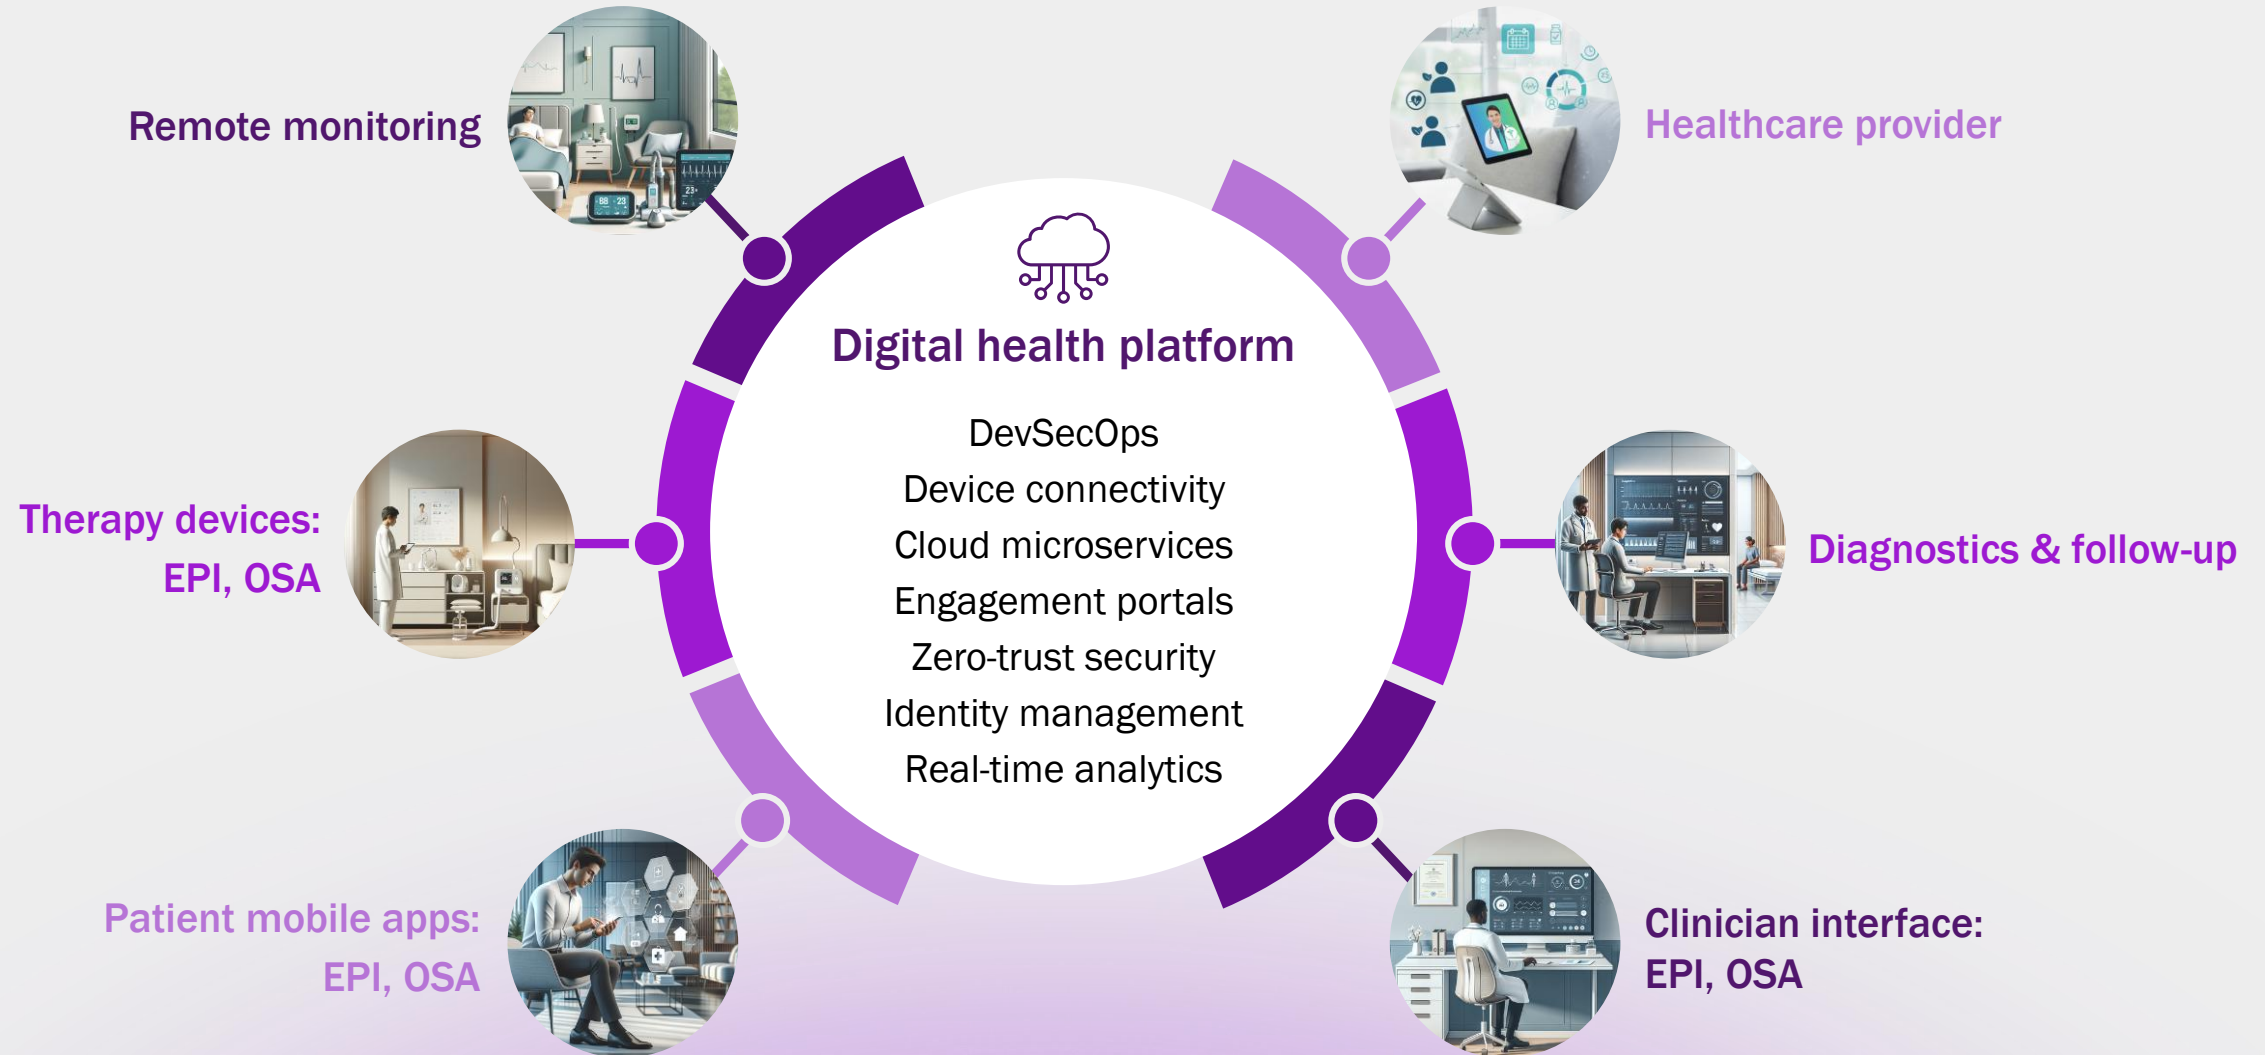 Remote monitoring
Healthcare provider
Digital health platform
DevSecOps
Device connectivity
Cloud microservices
Engagement portals
Zero-trust security
Identity management
Real-time analytics
Therapy devices:
EPI, OSA
Diagnostics & follow-up
Patient mobile apps:
EPI, OSA
Clinician interface:
EPI, OSA